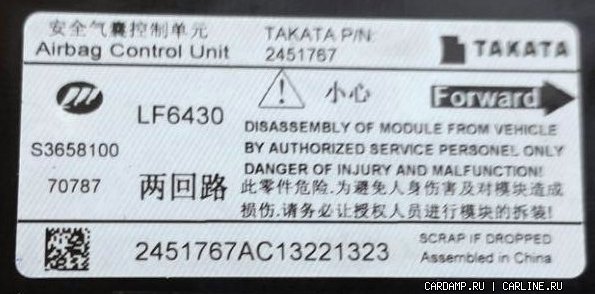 安全气囊控制单元
Airbag Control Unit
TAKATA P/N:
2451767
TAKATA
LF6430
小心
Forward
S3658100
70787
两回路
DISASSEMBLY OF MODULE FROM VEHICLE
BY AUTHORIZED SERVICE PERSONEL ONLY
DANGER OF INJURY AND MALFUNCTION!
此零件危险.为避免人身伤害及对模块造成
损伤.请务必让授权人员进行模块的拆装!
2451767AC13221323
SCRAP IF DROPPED
Assembled in China
CARDAMP.RU | CARLINE.RU